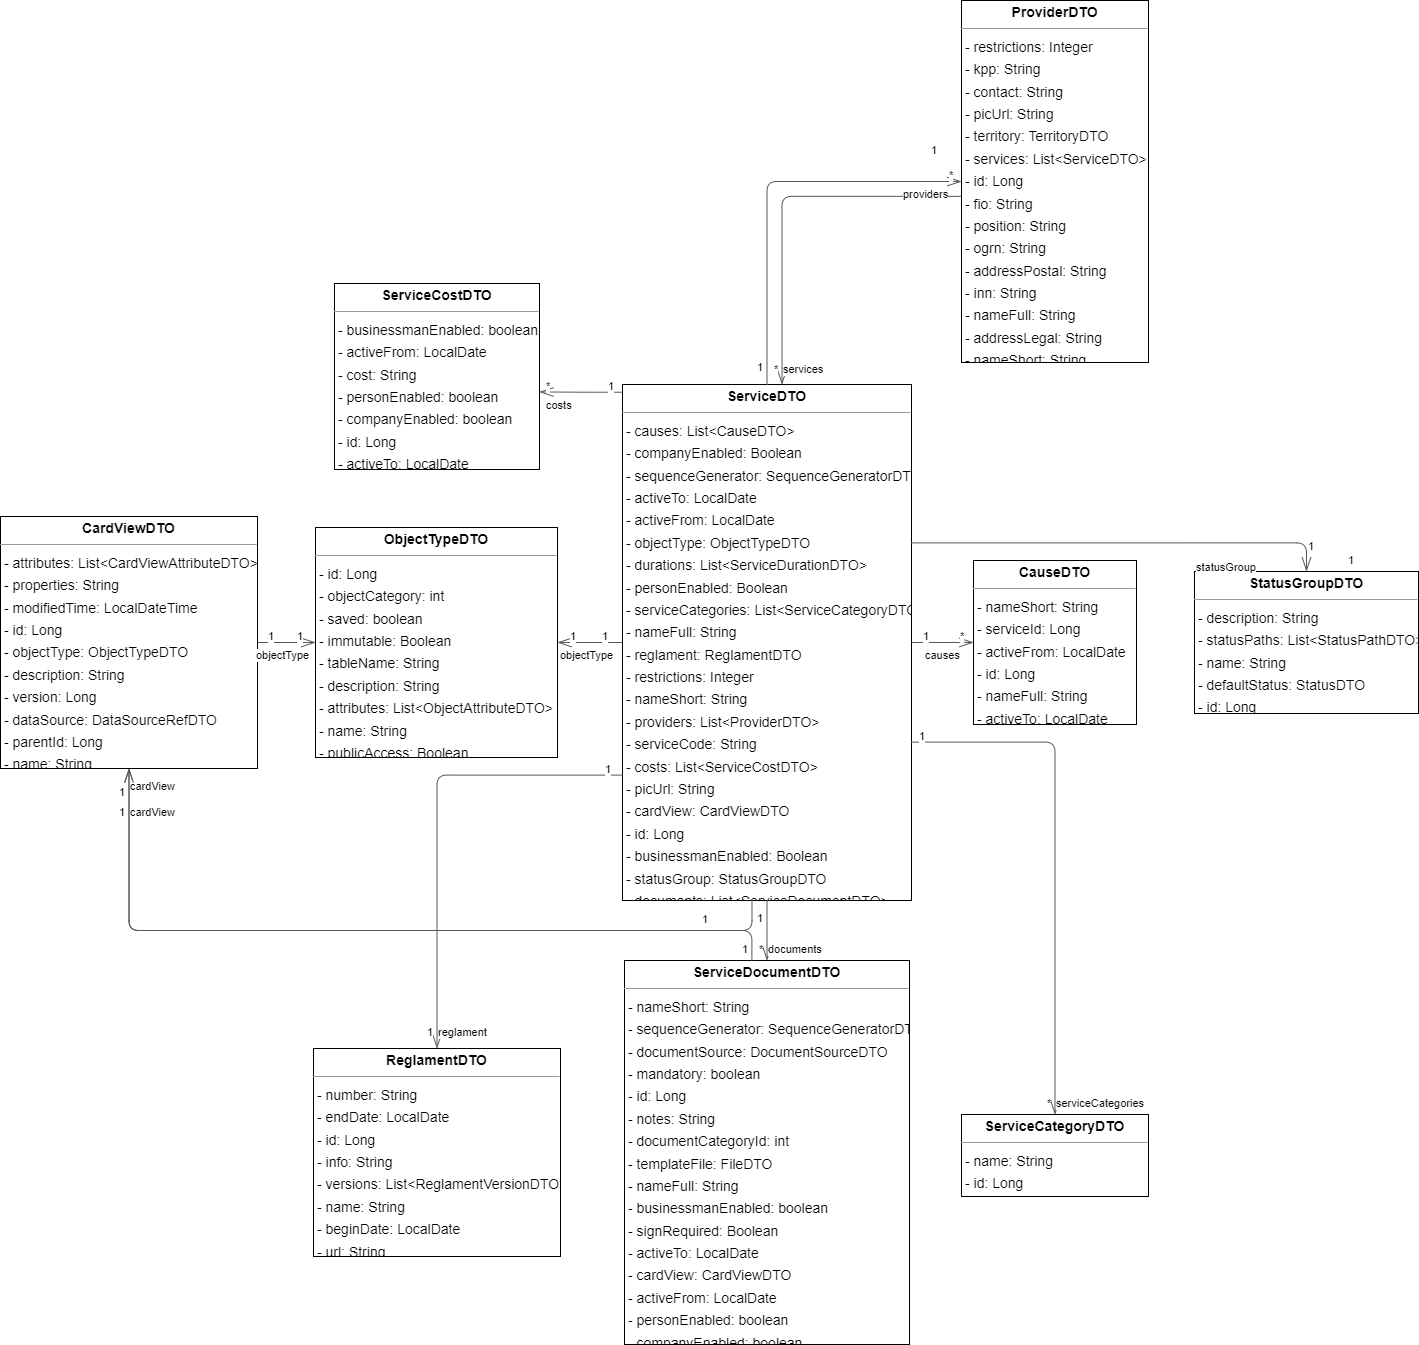 ProviderDTO
- restrictions: Integer
- kpp: String
- contact: String
- picUrl: String
- territory: TerritoryDTO
- services: List<ServiceDTO>
- id: Long
- fio: String
- position: String
- ogrn: String
- addressPostal: String
- inn: String
- nameFull: String
- addressLegal: String
- nameShort: String
1
*
providers
1
* services
ServiceCostDTO
- businessmanEnabled: boolean
- activeFrom: LocalDate
- cost: String
- personEnabled: boolean
- companyEnabled: boolean
- id: Long
- activeTo: LocalDate
*
1
costs
ServiceDTO
- causes: List<CauseDTO>
- companyEnabled: Boolean
- sequenceGenerator: SequenceGeneratorDT
- activeTo: LocalDate
- activeFrom: LocalDate
- objectType: ObjectTypeDTO
- durations: List<ServiceDurationDTO>
- personEnabled: Boolean
- serviceCategories: List<ServiceCategoryDTO
- nameFull: String
- reglament: ReglamentDTO
- restrictions: Integer
- nameShort: String
- providers: List<ProviderDTO>
- serviceCode: String
- costs: List<ServiceCostDTO>
- picUrl: String
- cardView: CardViewDTO
- id: Long
- businessmanEnabled: Boolean
- statusGroup: StatusGroupDTO
- documents: List<ServiceDocumentDTO>
CardViewDTO
- attributes: List<CardViewAttributeDTO>
- properties: String
- modifiedTime: LocalDateTime
- id: Long
- objectType: ObjectTypeDTO
- description: String
- version: Long
- dataSource: DataSourceRefDTO
- parentId: Long
- name: String
1 1
objectType
ObjectTypeDTO
- id: Long
- objectCategory: int
- saved: boolean
- immutable: Boolean
- tableName: String
- description: String
- attributes: List<ObjectAttributeDTO>
- name: String
- publicAccess: Boolean
1 1
objectType
1 *
causes
CauseDTO
- nameShort: String
- serviceId: Long
- activeFrom: LocalDate
- id: Long
- nameFull: String
- activeTo: LocalDate
1
1
statusGroup
StatusGroupDTO
- description: String
- statusPaths: List<StatusPathDTO>
- name: String
- defaultStatus: StatusDTO
- id: Long
1
1
1 cardView
1 cardView
1
1
1 * documents
1 reglament
ReglamentDTO
- number: String
- endDate: LocalDate
- id: Long
- info: String
- versions: List<ReglamentVersionDTO
- name: String
- beginDate: LocalDate
- url: String
ServiceDocumentDTO
- nameShort: String
- sequenceGenerator: SequenceGeneratorDT
- documentSource: DocumentSourceDTO
- mandatory: boolean
- id: Long
- notes: String
- documentCategoryId: int
- templateFile: FileDTO
- nameFull: String
- businessmanEnabled: boolean
- signRequired: Boolean
- activeTo: LocalDate
- cardView: CardViewDTO
- activeFrom: LocalDate
- personEnabled: boolean
- companyEnabled: boolean
* serviceCategories
ServiceCategoryDTO
- name: String
- id: Long